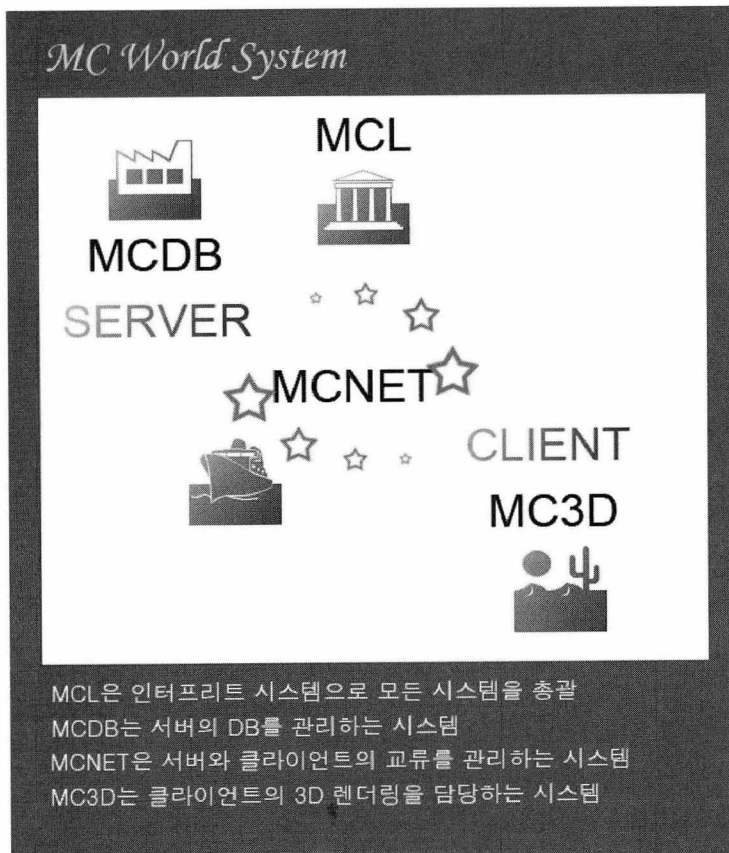 MC World System
MCL
MCDB
SERVER
MCNET
CLIENT
MC3D
MCL은 인터프리트 시스템으로 모든 시스템을 총괄
MCDB는 서버의 DB를 관리하는 시스템
MCNET은 서버와 클라이언트의 교류를 관리하는 시스템
MC3D는 클라이언트의 3D 렌더링을 담당하는 시스템